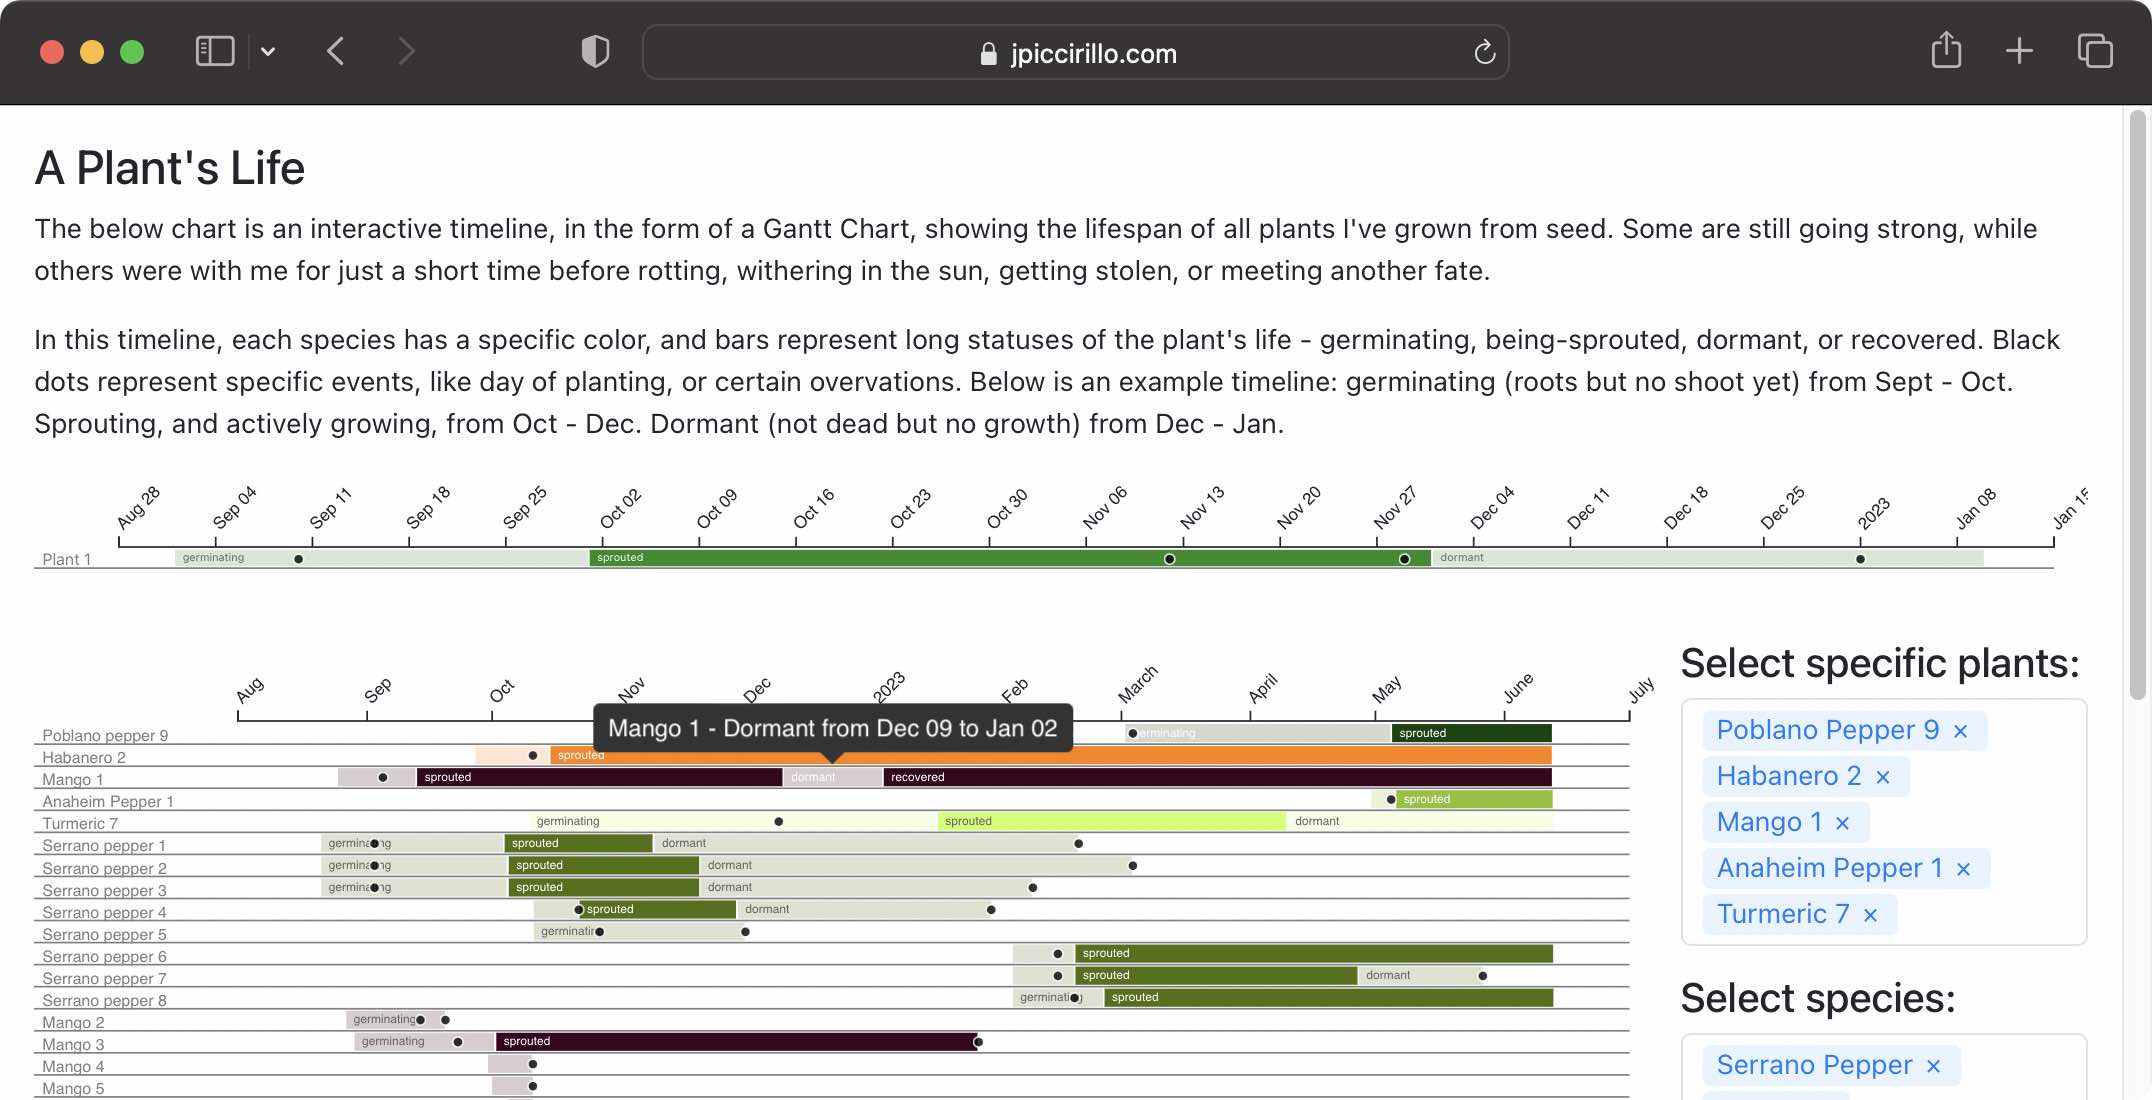 jpiccirillo.com
A Plant's Life
The below chart is an interactive timeline, in the form of a Gantt Chart, showing the lifespan of all plants I've grown from seed. Some are still going strong, while
others were with me for just a short time before rotting, withering in the sun, getting stolen, or meeting another fate.
In this timeline, each species has a specific color, and bars represent long statuses of the plant's life - germinating, being-sprouted, dormant, or recovered. Black
dots represent specific events, like day of planting, or certain overvations. Below is an example timeline: germinating (roots but no shoot yet) from Sept - Oct.
Sprouting, and actively growing, from Oct - Dec. Dormant (not dead but no growth) from Dec - Jan.
Aug 28 Sep 04 Sep 11 Sep 18 Sep 25 Oct 02 Oct 09 Oct 16 Oct 23 Oct 30 Nov 06 Nov 13 Nov 20 Nov 27 Dec 04 Dec 11 Dec 18 Dec 25 2023 Jan 08 Jan 15
Plant 1 germinating sprouted dormant
Aug Sep Oct Nov Dec 2023 Feb March April May June July
Mango 1 - Dormant from Dec 09 to Jan 02
Poblano pepper 9 germinating sprouted
Habanero 2 sprouted
Mango 1 sprouted dormant recovered
Anaheim Pepper 1 sprouted
Turmeric 7 germinating sprouted dormant
Serrano pepper 1 germinating sprouted dormant
Serrano pepper 2 germinating sprouted dormant
Serrano pepper 3 germinating sprouted dormant
Serrano pepper 4 sprouted dormant
Serrano pepper 5 germinating
Serrano pepper 6 sprouted
Serrano pepper 7 sprouted dormant
Serrano pepper 8 germinating sprouted
Mango 2 germinating
Mango 3 germinating sprouted
Mango 4
Mango 5
Select specific plants:
Poblano Pepper 9 ×
Habanero 2 ×
Mango 1 ×
Anaheim Pepper 1 ×
Turmeric 7 ×
Select species:
Serrano Pepper ×